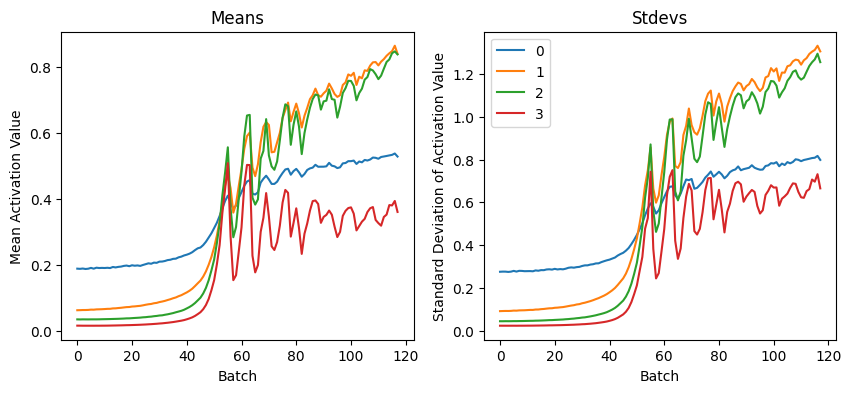 Means
Mean Activation Value
0.8
0.6
0.4
0.2
0.0
0 20 40 60 80 100 120
Batch
Stdevs
Standard Deviation of Activation Value
1.2
1.0
0.8
0.6
0.4
0.2
0.0
0
1
2
3
0 20 40 60 80 100 120
Batch